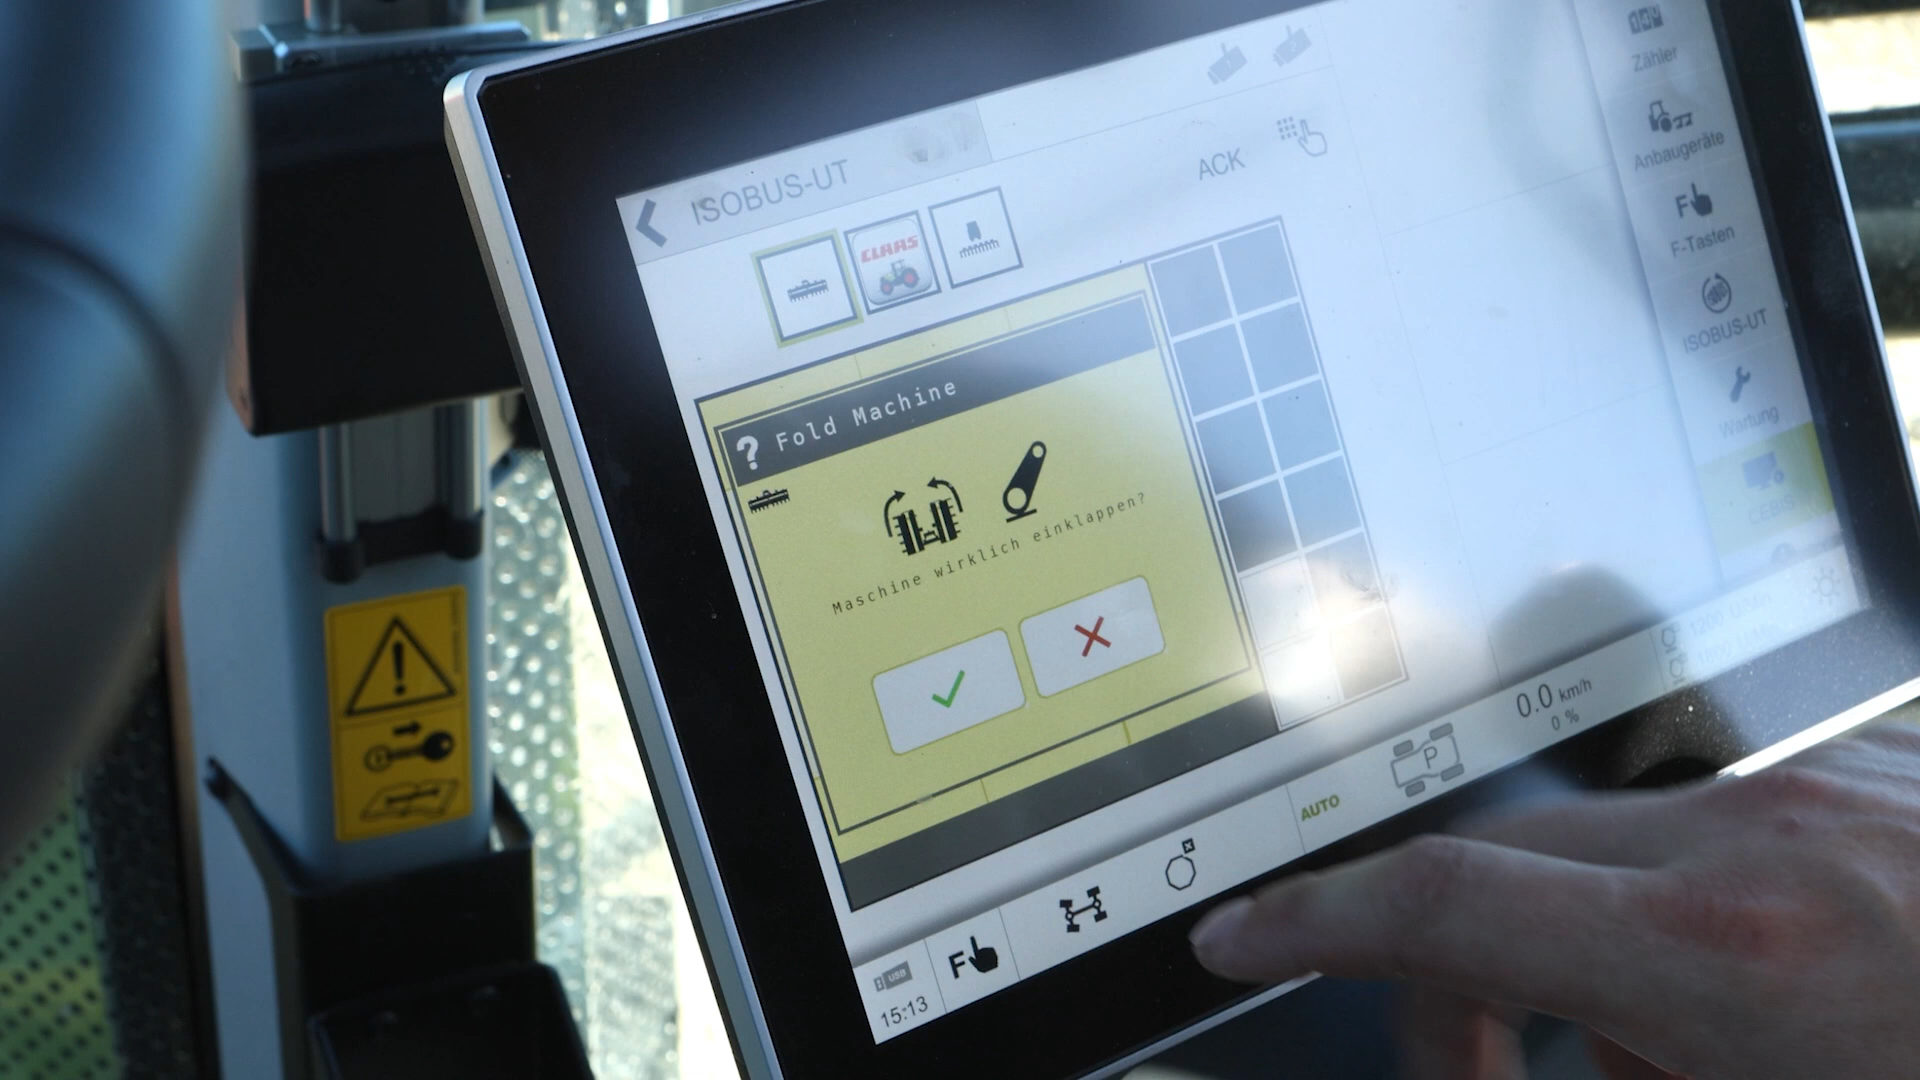 ISOBUS-UT
ACK
CLAAS
? Fold Machine
Maschine wirklich einklappen?
Zähler
Anbaugeräte
F
F-Tasten
ISOBUS-UT
Wartung
CEBIS
USB
15:13
F
AUTO
P
0.0 km/h
0 %